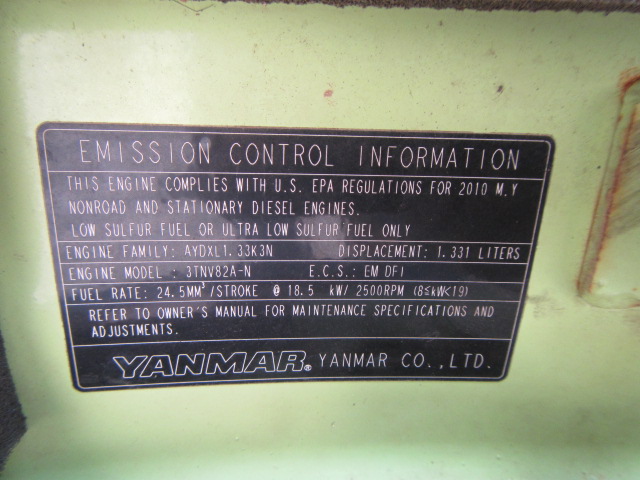 EMISSION CONTROL INFORMATION
THIS ENGINE COMPLIES WITH U.S. EPA REGULATIONS FOR 2010 M.Y
NONROAD AND STATIONARY DIESEL ENGINES.
LOW SULFUR FUEL OR ULTRA LOW SULFUR FUEL ONLY
ENGINE FAMILY: AYDXL1.33K3N DISPLACEMENT: 1.331 LITERS
ENGINE MODEL : 3TNV82A-N E.C.S.: EM DFI
FUEL RATE: 24.5MM³/STROKE @ 18.5 kW/ 2500RPM (8≤kW<19)
REFER TO OWNER'S MANUAL FOR MAINTENANCE SPECIFICATIONS AND
ADJUSTMENTS.
YANMAR® YANMAR CO.,LTD.